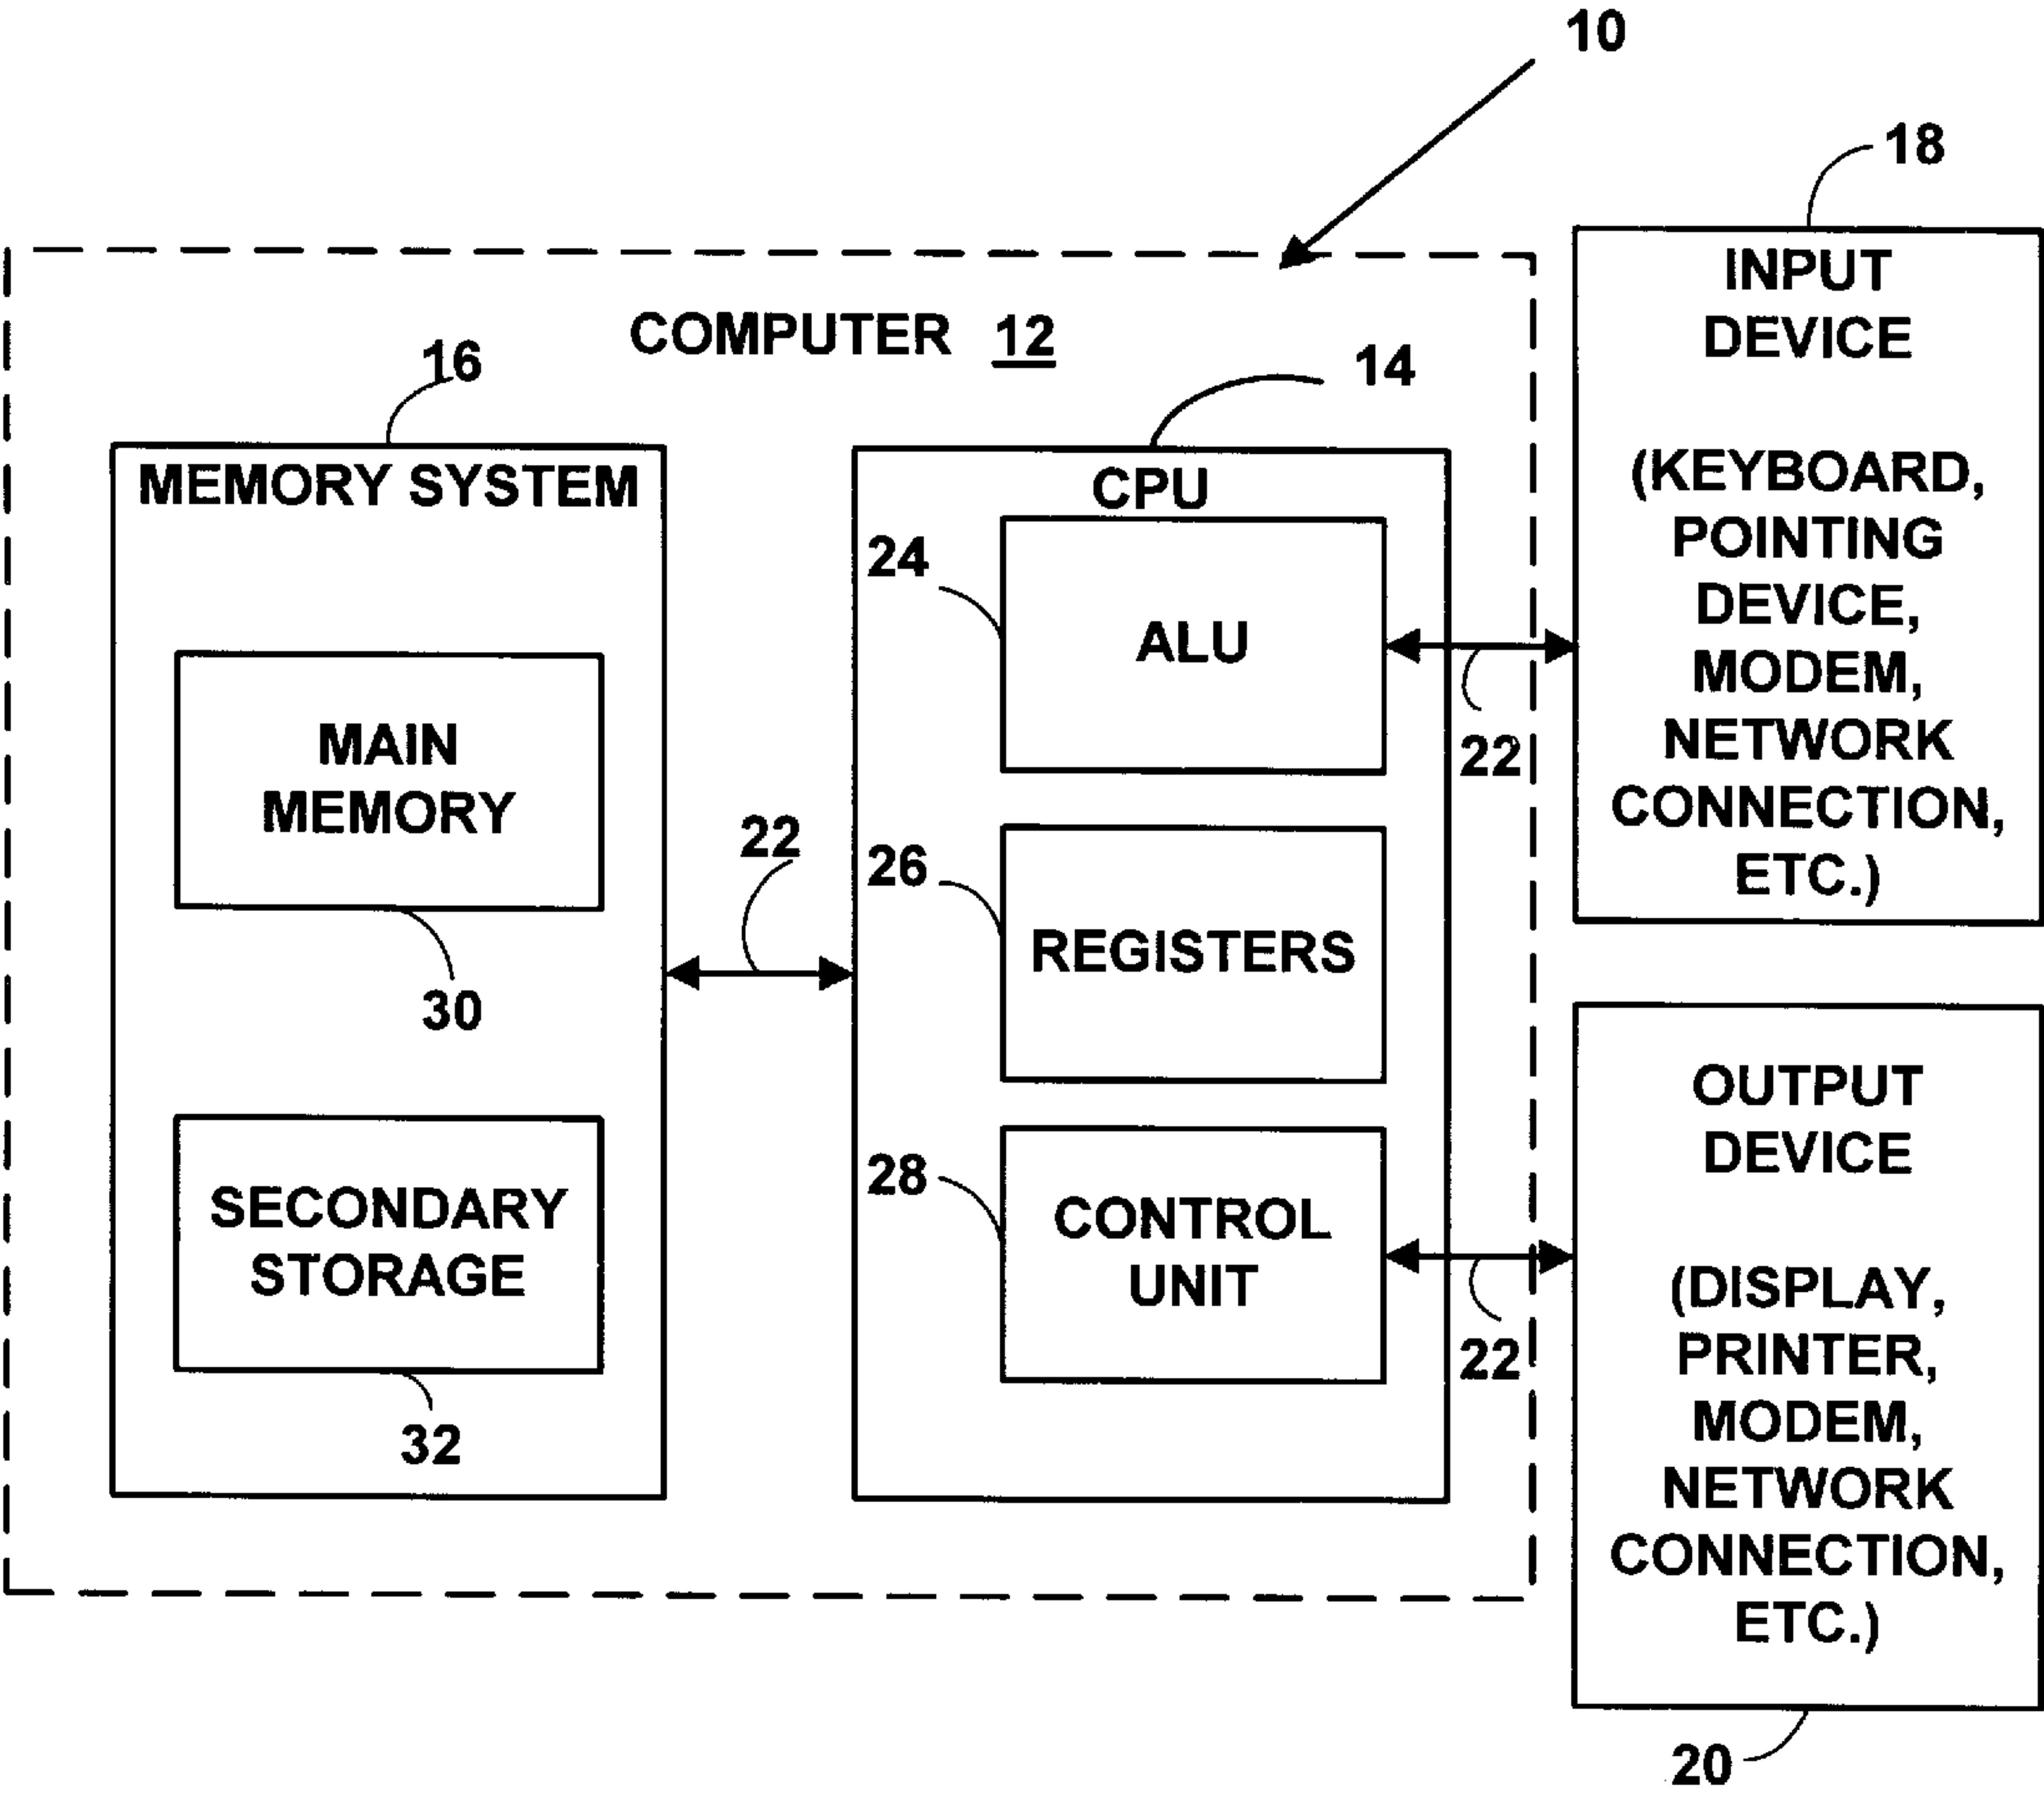 10
18
COMPUTER 12
16
14
MEMORY SYSTEM
MAIN
MEMORY
30
SECONDARY
STORAGE
32
22
CPU
24
ALU
26
REGISTERS
28
CONTROL
UNIT
22
22
INPUT
DEVICE
(KEYBOARD,
POINTING
DEVICE,
MODEM,
NETWORK
CONNECTION,
ETC.)
OUTPUT
DEVICE
(DISPLAY,
PRINTER,
MODEM,
NETWORK
CONNECTION,
ETC.)
20